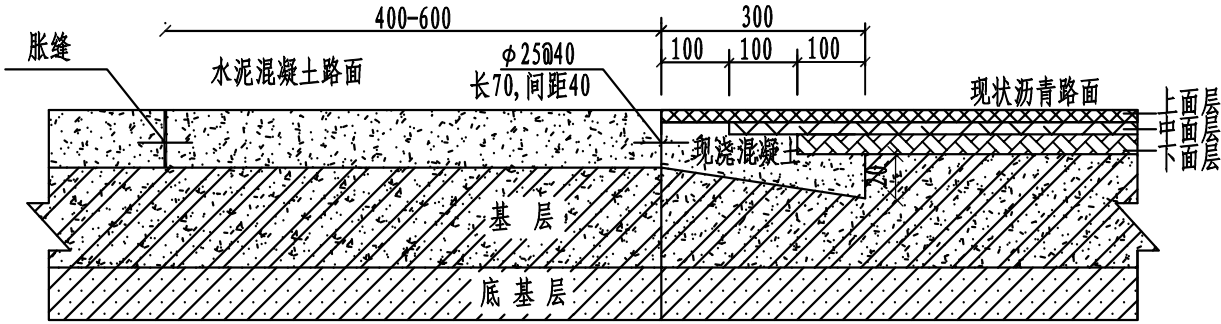 400-600
300
胀缝
水泥混凝土路面
φ25@40
长70,间距40
100
100
100
现状沥青路面
上面层
中面层
下面层
现浇混凝土
20
基 层
底 基 层